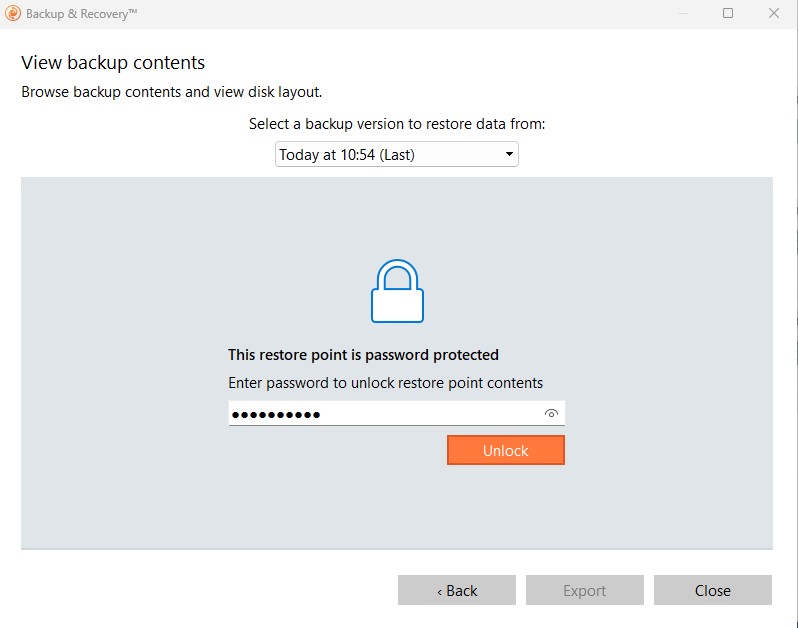 Backup & Recovery™
View backup contents
Browse backup contents and view disk layout.
Select a backup version to restore data from:
Today at 10:54 (Last)
This restore point is password protected
Enter password to unlock restore point contents
●●●●●●●●●●
Unlock
‹ Back
Export
Close